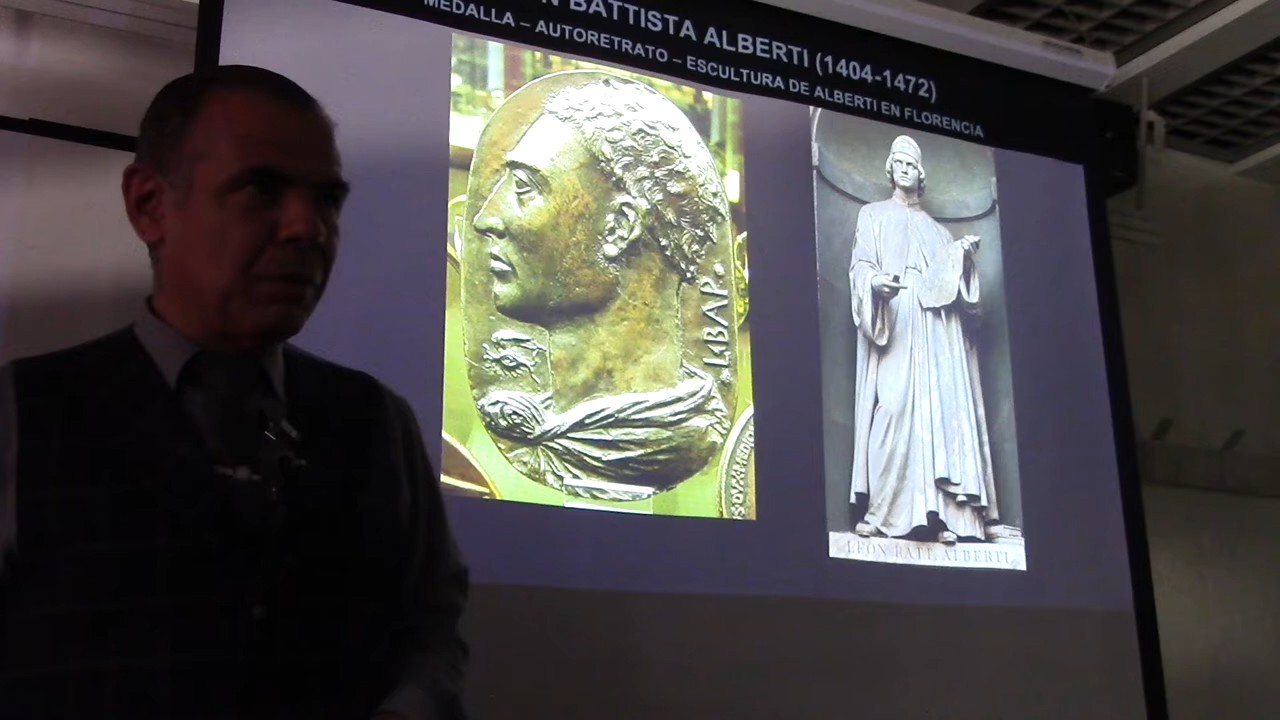 N BATTISTA ALBERTI (1404-1472)
MEDALLA – AUTORETRATO – ESCULTURA DE ALBERTI EN FLORENCIA
.L.BAP.
LEON BATT. ALBERTI